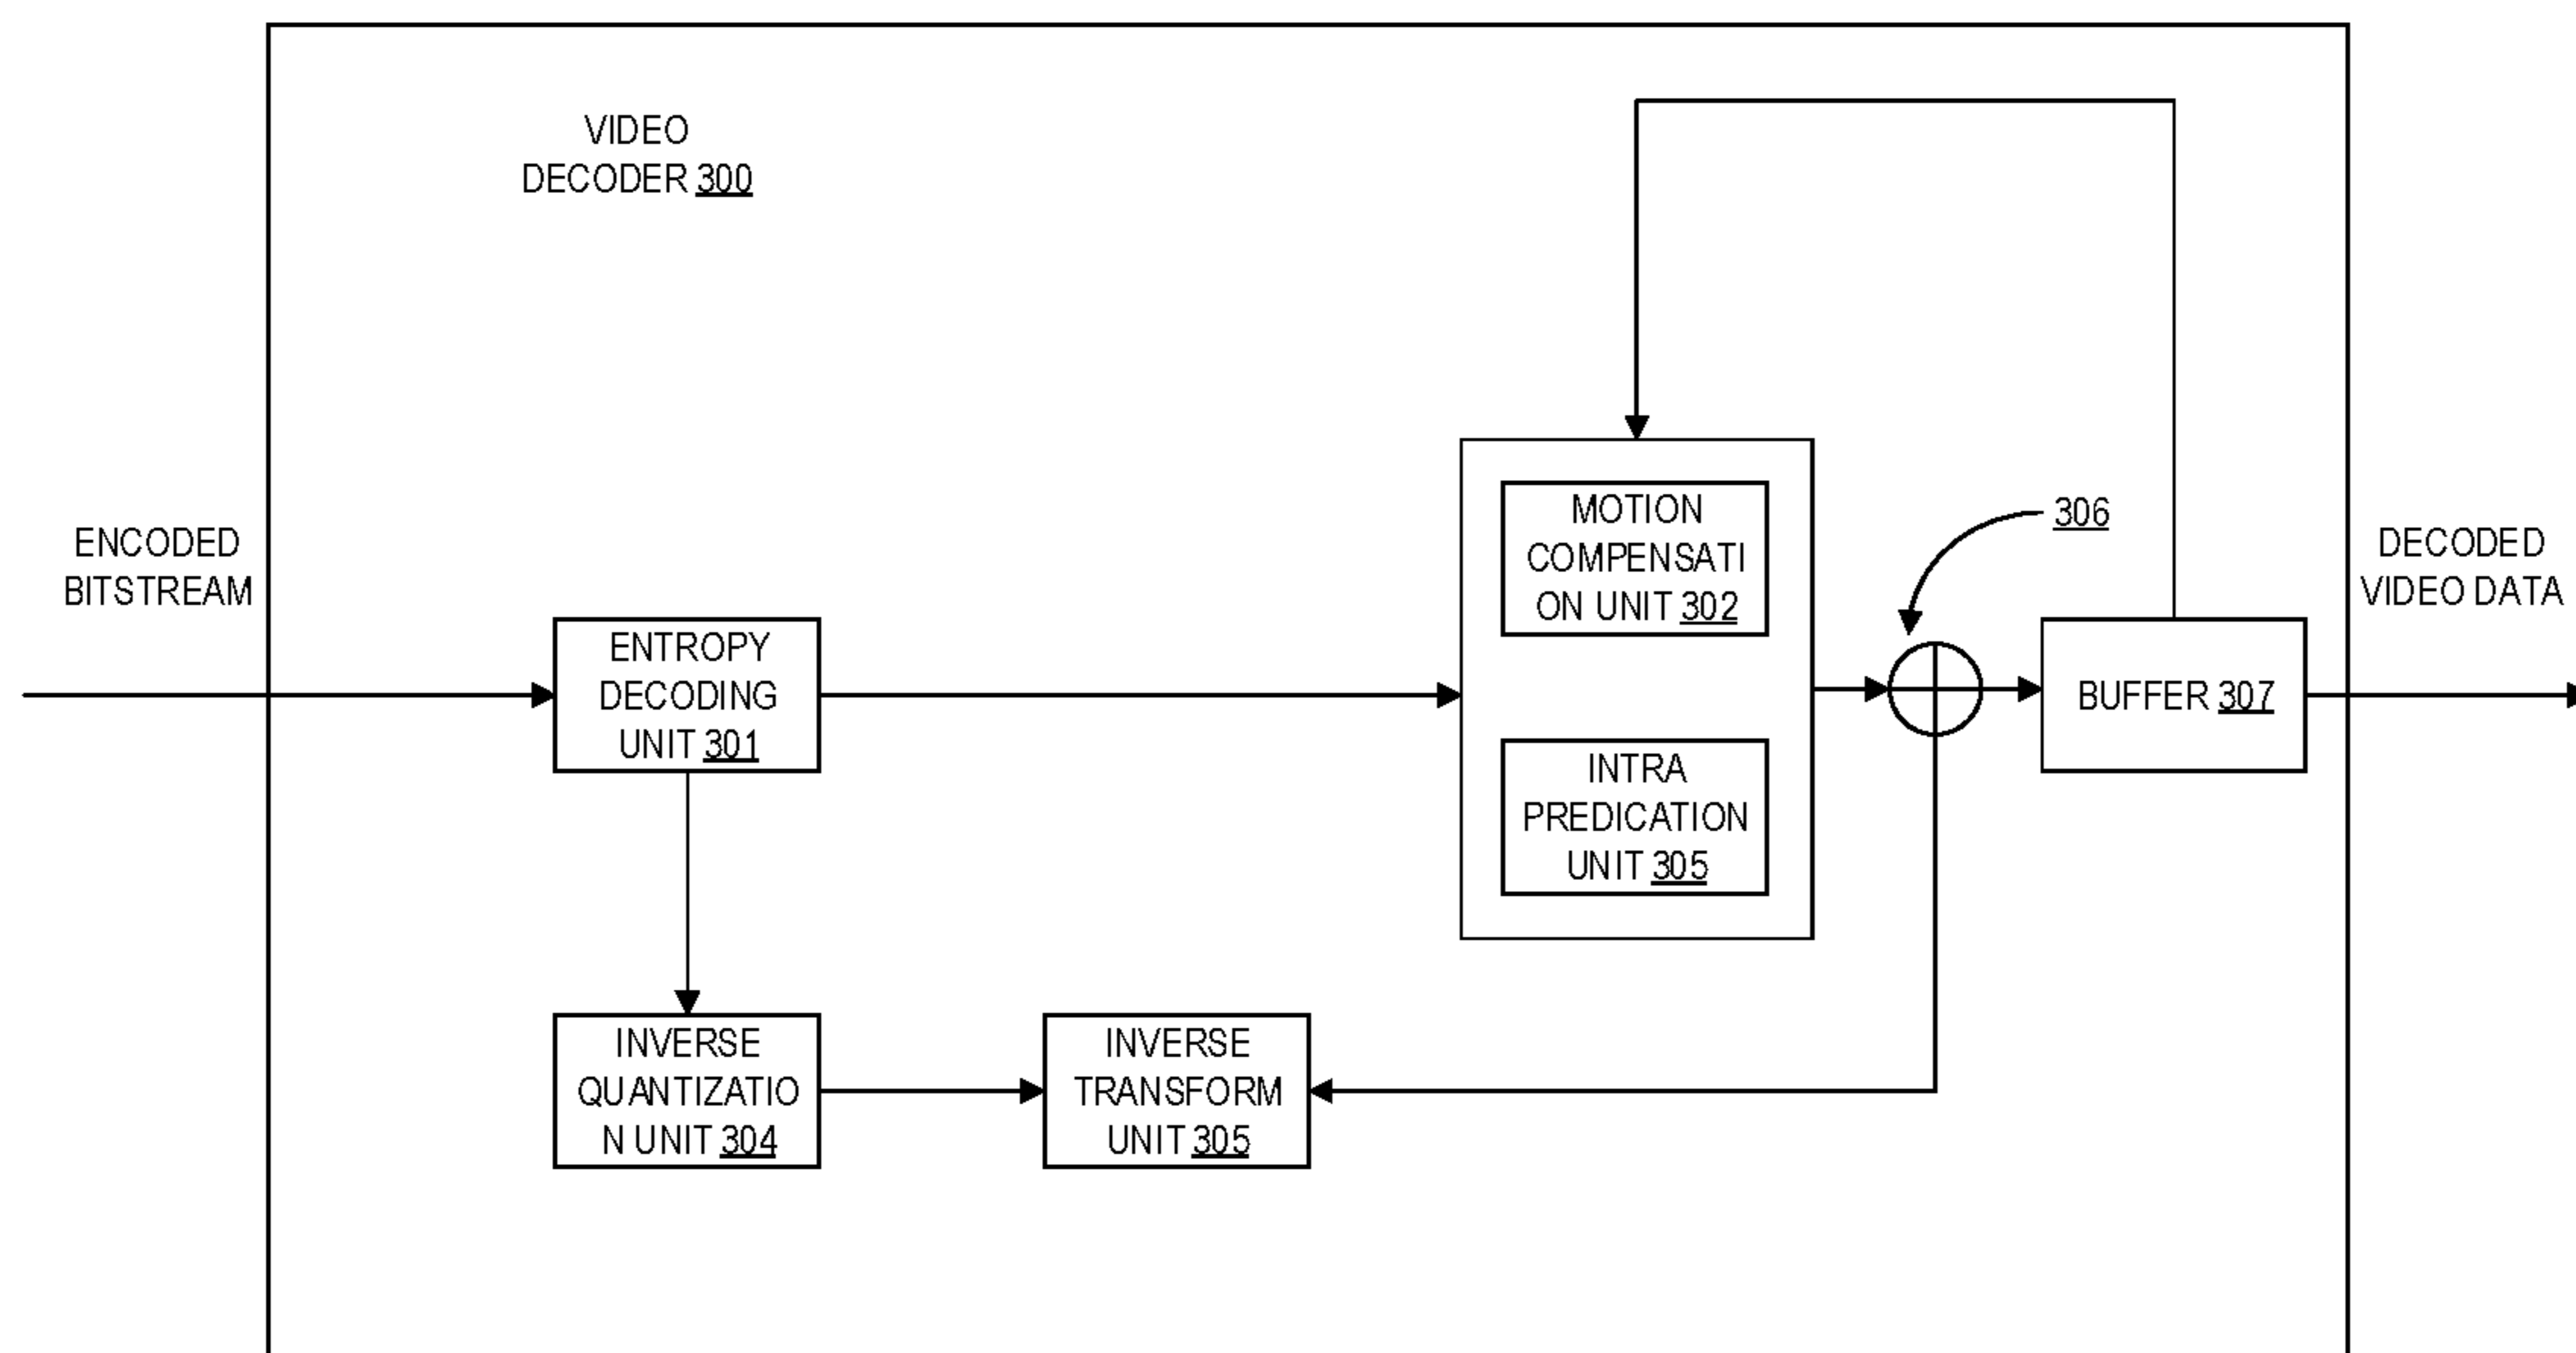 VIDEO
DECODER 300
ENCODED
BITSTREAM
ENTROPY
DECODING
UNIT 301
MOTION
COMPENSATI
ON UNIT 302
INTRA
PREDICATION
UNIT 305
306
BUFFER 307
DECODED
VIDEO DATA
INVERSE
QUANTIZATIO
N UNIT 304
INVERSE
TRANSFORM
UNIT 305